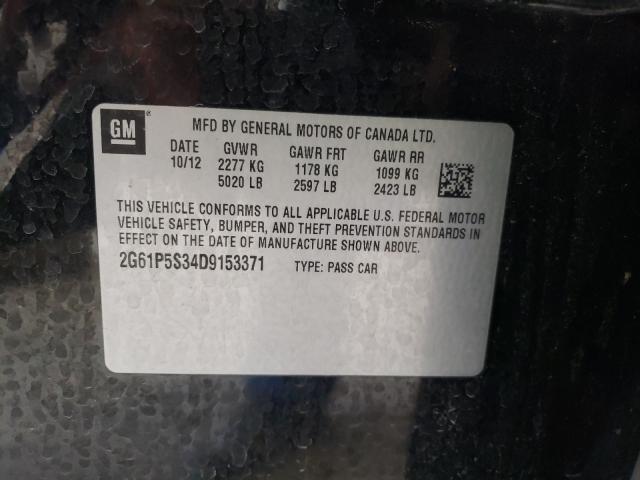 GM®
MFD BY GENERAL MOTORS OF CANADA LTD.
DATE GVWR GAWR FRT GAWR RR
10/12 2277 KG 1178 KG 1099 KG
5020 LB 2597 LB 2423 LB
THIS VEHICLE CONFORMS TO ALL APPLICABLE U.S. FEDERAL MOTOR
VEHICLE SAFETY, BUMPER, AND THEFT PREVENTION STANDARDS IN
EFFECT ON THE DATE OF MANUFACTURE SHOWN ABOVE.
2G61P5S34D9153371 TYPE: PASS CAR